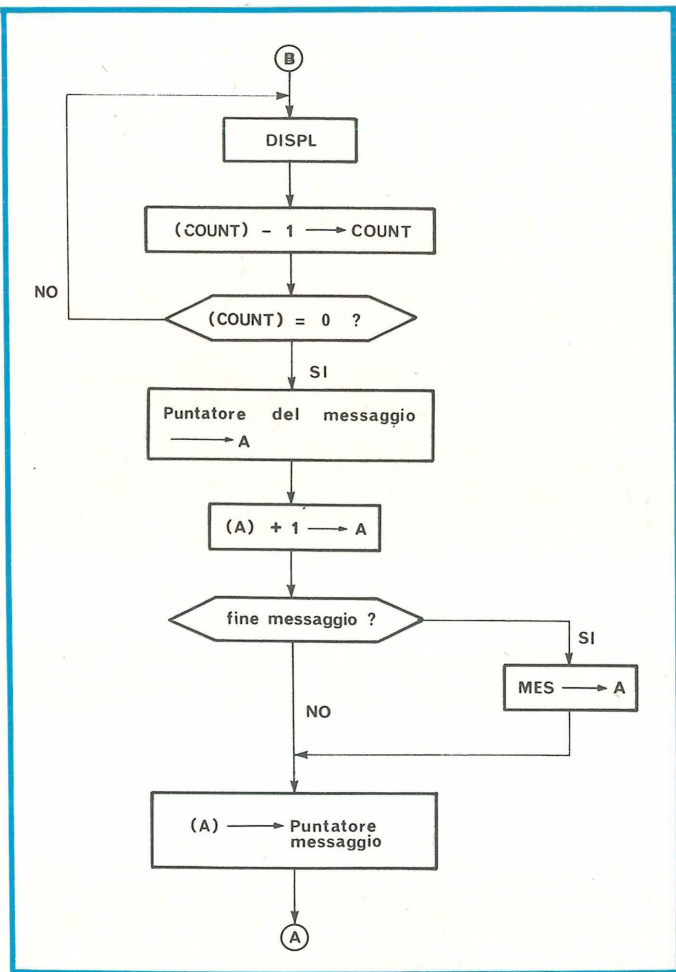 B
DISPL
(COUNT) - 1 → COUNT
NO
(COUNT) = 0 ?
SI
Puntatore del messaggio
→ A
(A) + 1 → A
fine messaggio ?
SI
MES → A
NO
(A) → Puntatore
messaggio
A